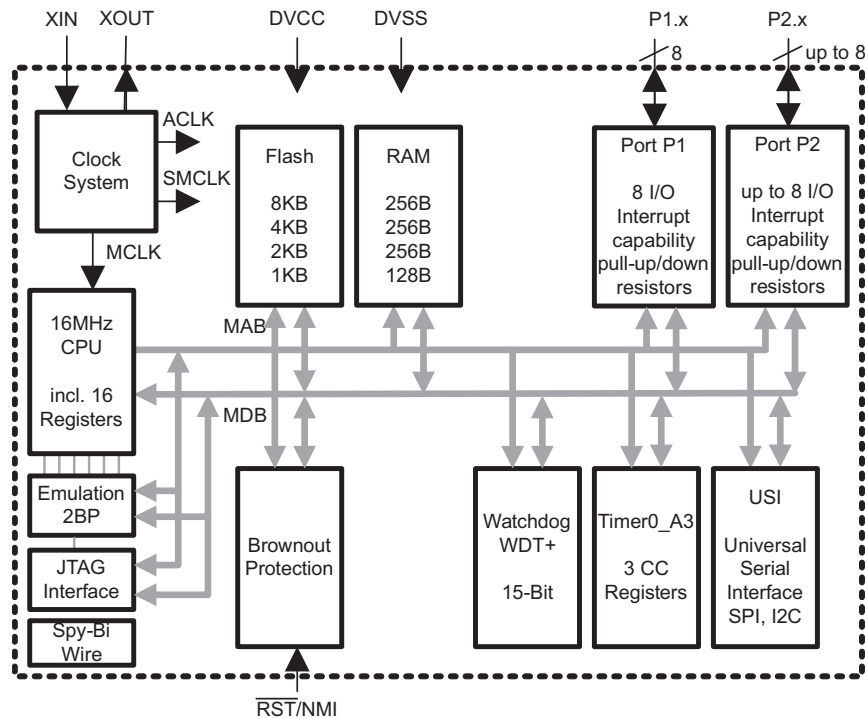 XIN
XOUT
DVCC
DVSS
P1.x
P2.x
8
up to 8
ACLK
Clock
System
SMCLK
MCLK
Flash
8KB
4KB
2KB
1KB
RAM
256B
256B
256B
128B
Port P1
8 I/O
Interrupt
capability
pull-up/down
resistors
Port P2
up to 8 I/O
Interrupt
capability
pull-up/down
resistors
16MHz
CPU
incl. 16
Registers
MAB
MDB
Emulation
2BP
JTAG
Interface
Spy-Bi
Wire
Brownout
Protection
Watchdog
WDT+
15-Bit
Timer0_A3
3 CC
Registers
USI
Universal
Serial
Interface
SPI, I2C
RST/NMI